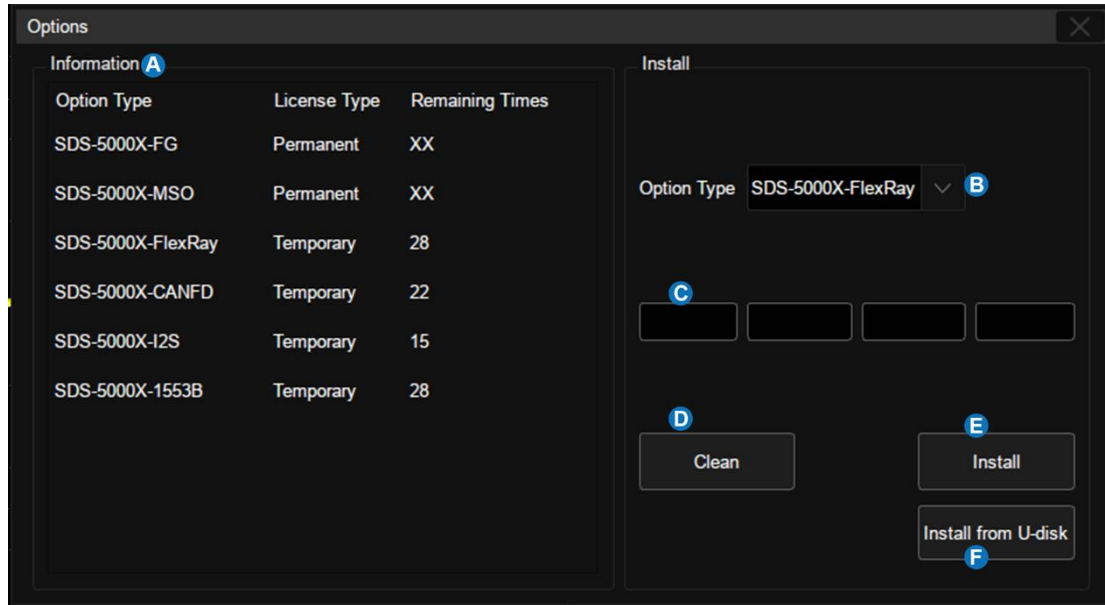 Options
Information A
Option Type License Type Remaining Times
SDS-5000X-FG Permanent XX
SDS-5000X-MSO Permanent XX
SDS-5000X-FlexRay Temporary 28
SDS-5000X-CANFD Temporary 22
SDS-5000X-I2S Temporary 15
SDS-5000X-1553B Temporary 28
Install
Option Type SDS-5000X-FlexRay B
C
D
E
Clean Install
Install from U-disk
F